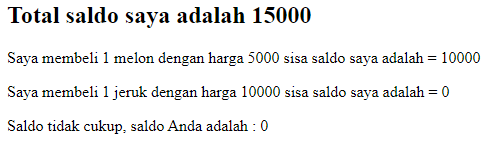 Total saldo saya adalah 15000
Saya membeli 1 melon dengan harga 5000 sisa saldo saya adalah = 10000
Saya membeli 1 jeruk dengan harga 10000 sisa saldo saya adalah = 0
Saldo tidak cukup, saldo Anda adalah : 0